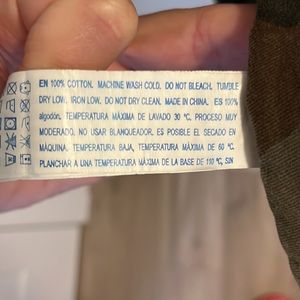 EN 100% COTTON. MACHINE WASH COLD. DO NOT BLEACH, TUMBLE
DRY LOW. IRON LOW. DO NOT DRY CLEAN. MADE IN CHINA. ES 100%
algodón. TEMPERATURA MÁXIMA DE LAVADO 30 ºC. PROCESO MUY
MODERADO. NO USAR BLANQUEADOR. ES POSIBLE EL SECADO EN
MÁQUINA. TEMPERATURA BAJA, TEMPERATURA MÁXIMA DE 60 ºC.
PLANCHAR A UNA TEMPERATURA MÁXIMA DE LA BASE DE 110 ºC, SIN